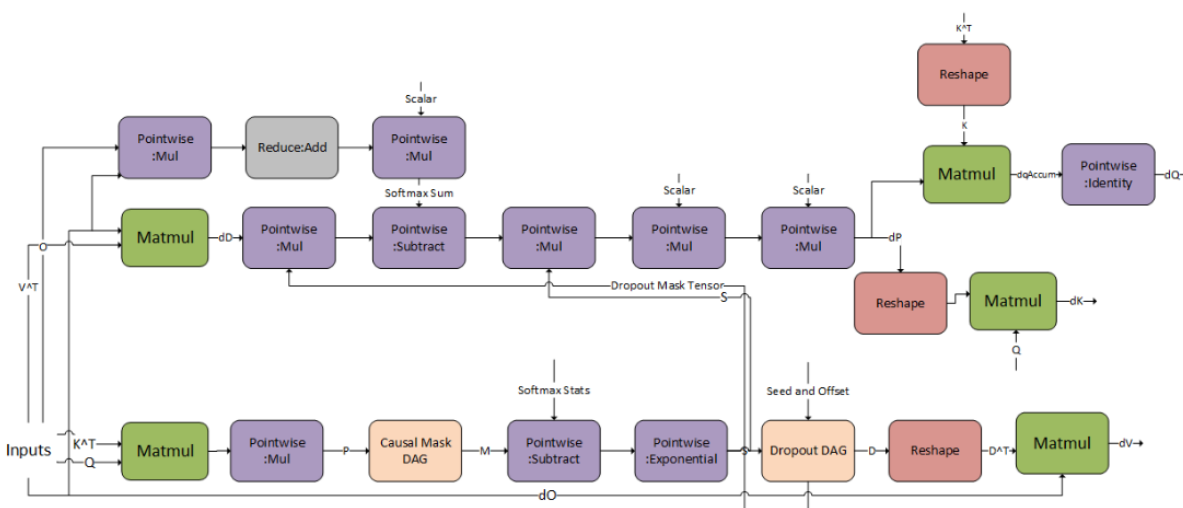 K^T
Reshape
K
Scalar
Pointwise
:Mul
Reduce:Add
Pointwise
:Mul
Matmul
dqAccum
Pointwise
:Identity
dQ
Softmax Sum
Scalar
Scalar
O
Matmul
dD
Pointwise
:Mul
Pointwise
:Subtract
Pointwise
:Mul
Pointwise
:Mul
Pointwise
:Mul
dP
V^T
Dropout Mask Tensor
S
Reshape
Matmul
dK
Q
Softmax Stats
Seed and Offset
Inputs
K^T
Q
Matmul
Pointwise
:Mul
P
Causal Mask
DAG
M
Pointwise
:Subtract
Pointwise
:Exponential
S
Dropout DAG
D
Reshape
D^T
Matmul
dV
dO